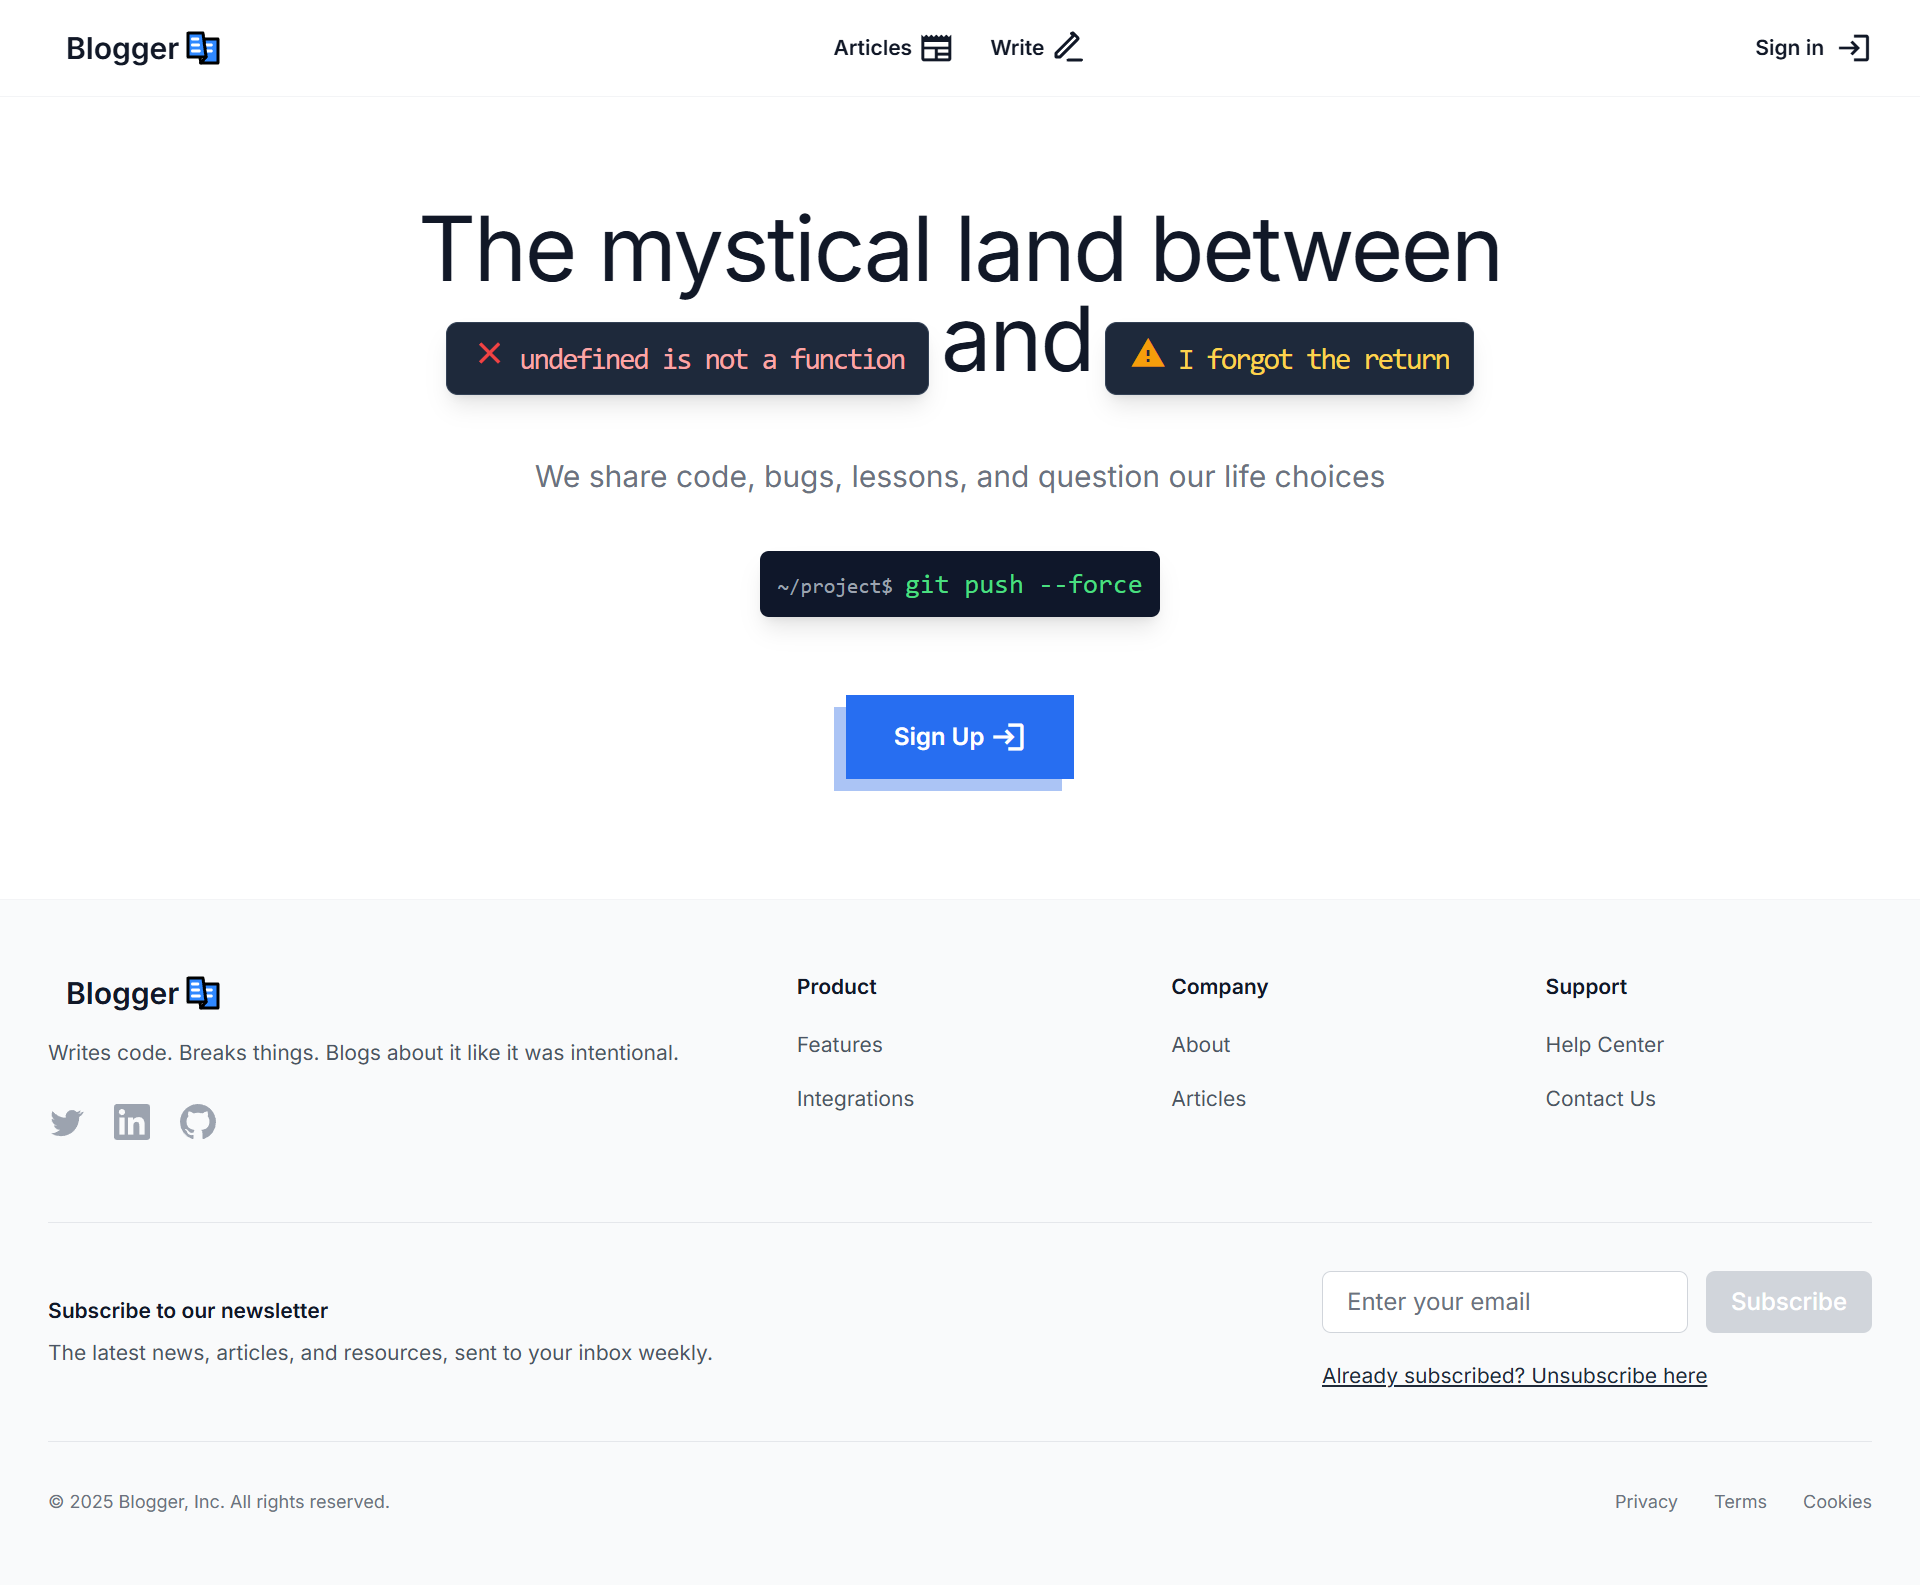 Blogger
Articles
Write
Sign in
The mystical land between
undefined is not a function and I forgot the return
We share code, bugs, lessons, and question our life choices
~/project$ git push --force
Sign Up
Blogger
Writes code. Breaks things. Blogs about it like it was intentional.
Product
Features
Integrations
Company
About
Articles
Support
Help Center
Contact Us
Subscribe to our newsletter
The latest news, articles, and resources, sent to your inbox weekly.
Enter your email
Subscribe
Already subscribed? Unsubscribe here
© 2025 Blogger, Inc. All rights reserved.
Privacy
Terms
Cookies